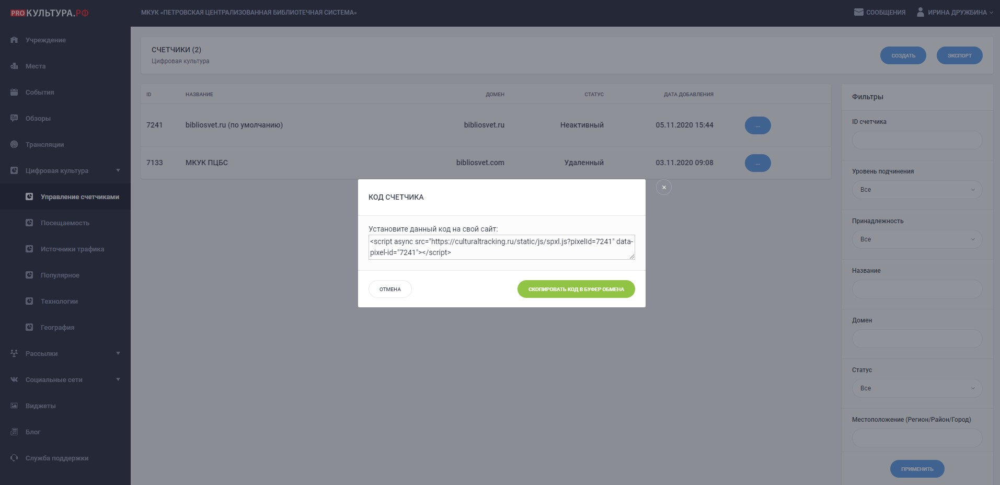 PRO КУЛЬТУРА.РФ
МКУК «ПЕТРОВСКАЯ ЦЕНТРАЛИЗОВАННАЯ БИБЛИОТЕЧНАЯ СИСТЕМА»
СООБЩЕНИЯ
ИРИНА ДРУЖБИНА
Учреждение
Места
События
Обзоры
Трансляции
Цифровая культура
Управление счетчиками
Посещаемость
Источники трафика
Популярное
Технологии
География
Рассылки
Социальные сети
Виджеты
Блог
Служба поддержки
СЧЕТЧИКИ (2)
Цифровая культура
СОЗДАТЬ
ЭКСПОРТ
ID НАЗВАНИЕ ДОМЕН СТАТУС ДАТА ДОБАВЛЕНИЯ
7241 bibliosvet.ru (по умолчанию) bibliosvet.ru Неактивный 05.11.2020 15:44 ...
7133 МКУК ПЦБС bibliosvet.com Удаленный 03.11.2020 09:08 ...
КОД СЧЕТЧИКА
Установите данный код на свой сайт:
<script async src="https://culturaltracking.ru/static/js/spxl.js?pixelId=7241" data-
pixel-id="7241"></script>
ОТМЕНА
СКОПИРОВАТЬ КОД В БУФЕР ОБМЕНА
Фильтры
ID счетчика
Уровень подчинения
Все
Принадлежность
Все
Название
Домен
Статус
Все
Местоположение (Регион/Район/Город)
ПРИМЕНИТЬ